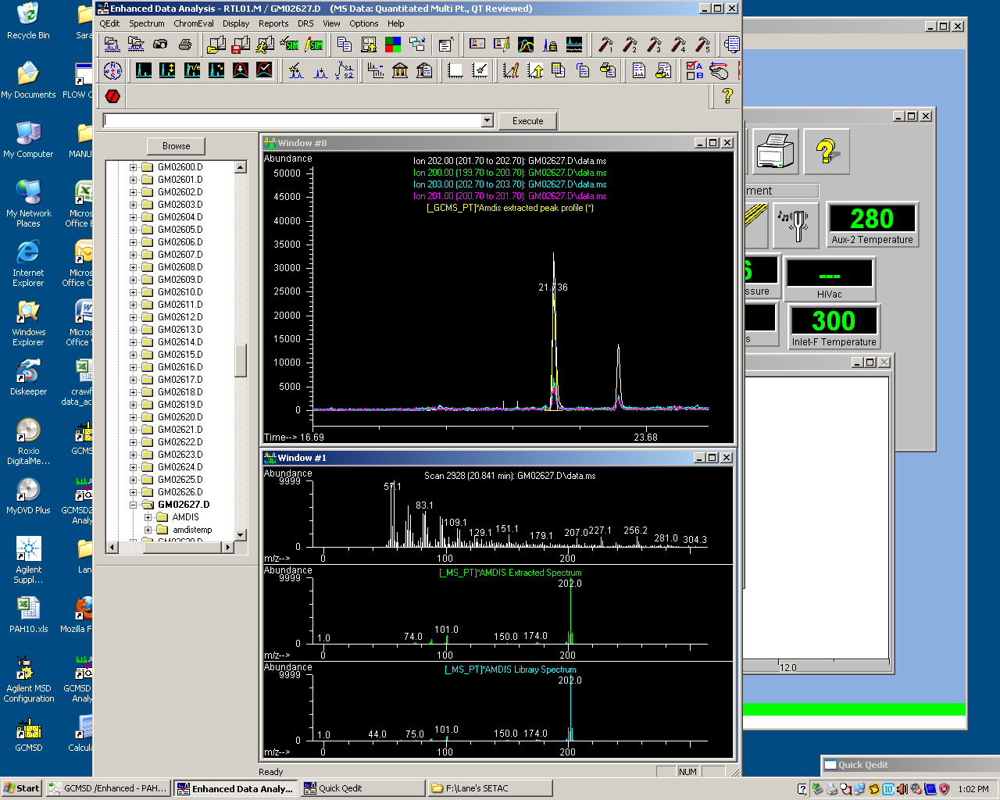 Enhanced Data Analysis - RTL01.M / GM02627.D    (MS Data: Quantitated Multi Pt., QT Reviewed)
QEdit Spectrum ChromEval Display Reports DRS View Options Help
Execute
Browse
GM02600.D
GM02601.D
GM02602.D
GM02603.D
GM02604.D
GM02605.D
GM02606.D
GM02607.D
GM02608.D
GM02609.D
GM02610.D
GM02611.D
GM02612.D
GM02613.D
GM02614.D
GM02615.D
GM02616.D
GM02617.D
GM02618.D
GM02619.D
GM02620.D
GM02621.D
GM02622.D
GM02623.D
GM02624.D
GM02625.D
GM02626.D
GM02627.D
AMDIS
amdistemp
Window #8
Abundance
Ion 202.00 (201.70 to 202.70): GM02627.D\data.ms
Ion 200.00 (199.70 to 200.70): GM02627.D\data.ms
Ion 203.00 (202.70 to 203.70): GM02627.D\data.ms
Ion 201.00 (200.70 to 201.70): GM02627.D\data.ms
[_GCMS_PT]*Amdis extracted peak profile (*)
50000
45000
40000
35000
30000
25000
20000
15000
10000
5000
0
21.736
Time--> 16.69
23.68
Window #1
Abundance
9999
Scan 2928 (20.841 min): GM02627.D\data.ms
57.1
83.1
109.1
129.1
151.1
179.1
207.0
227.1
256.2
281.0
304.3
0
m/z-->
0 100 200
Abundance
9999
[_MS_PT]*AMDIS Extracted Spectrum
202.0
1.0
74.0
101.0
150.0
174.0
0
m/z-->
0 100 200
Abundance
9999
[_MS_PT]*AMDIS Library Spectrum
202.0
1.0
44.0
75.0
101.0
150.0
174.0
0
m/z-->
0 100 200
Ready
NUM
Recycle Bin
Sara
My Documents
FLOW C
My Computer
MANU
My Network Places
Micros
Office E
Internet Explorer
Micros
Office O
Windows Explorer
Micros
Office
Diskeeper
crawf
data_ac
Roxio DigitalMe...
GCMS
MyDVD Plus
GCMSD2
Analy
Agilent Suppl...
Lan
PAH10.xls
Mozilla F
Agilent MSD Configuration
GCMSD
Analy
GCMSD
Calcula
ment
280
Aux-2 Temperature
6
ssure
---
HiVac
s
300
Inlet-F Temperature
12.0
Quick Qedit
Start
GCMSD /Enhanced - PAH...
Enhanced Data Analy...
Quick Qedit
F:\Lane's SETAC
1:02 PM